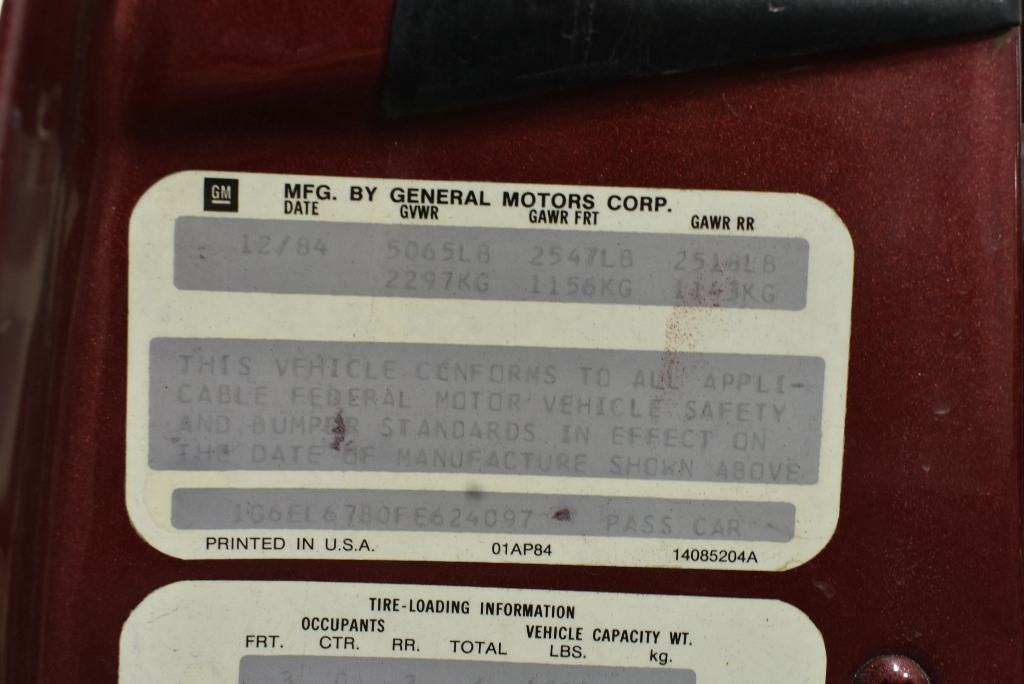 GM MFG. BY GENERAL MOTORS CORP.
DATE GVWR GAWR FRT GAWR RR
12/84 5065LB 2547LB 2518LB
2297KG 1156KG 1143KG
THIS VEHICLE CONFORMS TO ALL APPLI-
CABLE FEDERAL MOTOR VEHICLE SAFETY
AND BUMPER STANDARDS IN EFFECT ON
THE DATE OF MANUFACTURE SHOWN ABOVE
1G6EL6780FE624097 PASS CAR
PRINTED IN U.S.A. 01AP84 14085204A
TIRE-LOADING INFORMATION
OCCUPANTS VEHICLE CAPACITY WT.
FRT. CTR. RR. TOTAL LBS. kg.